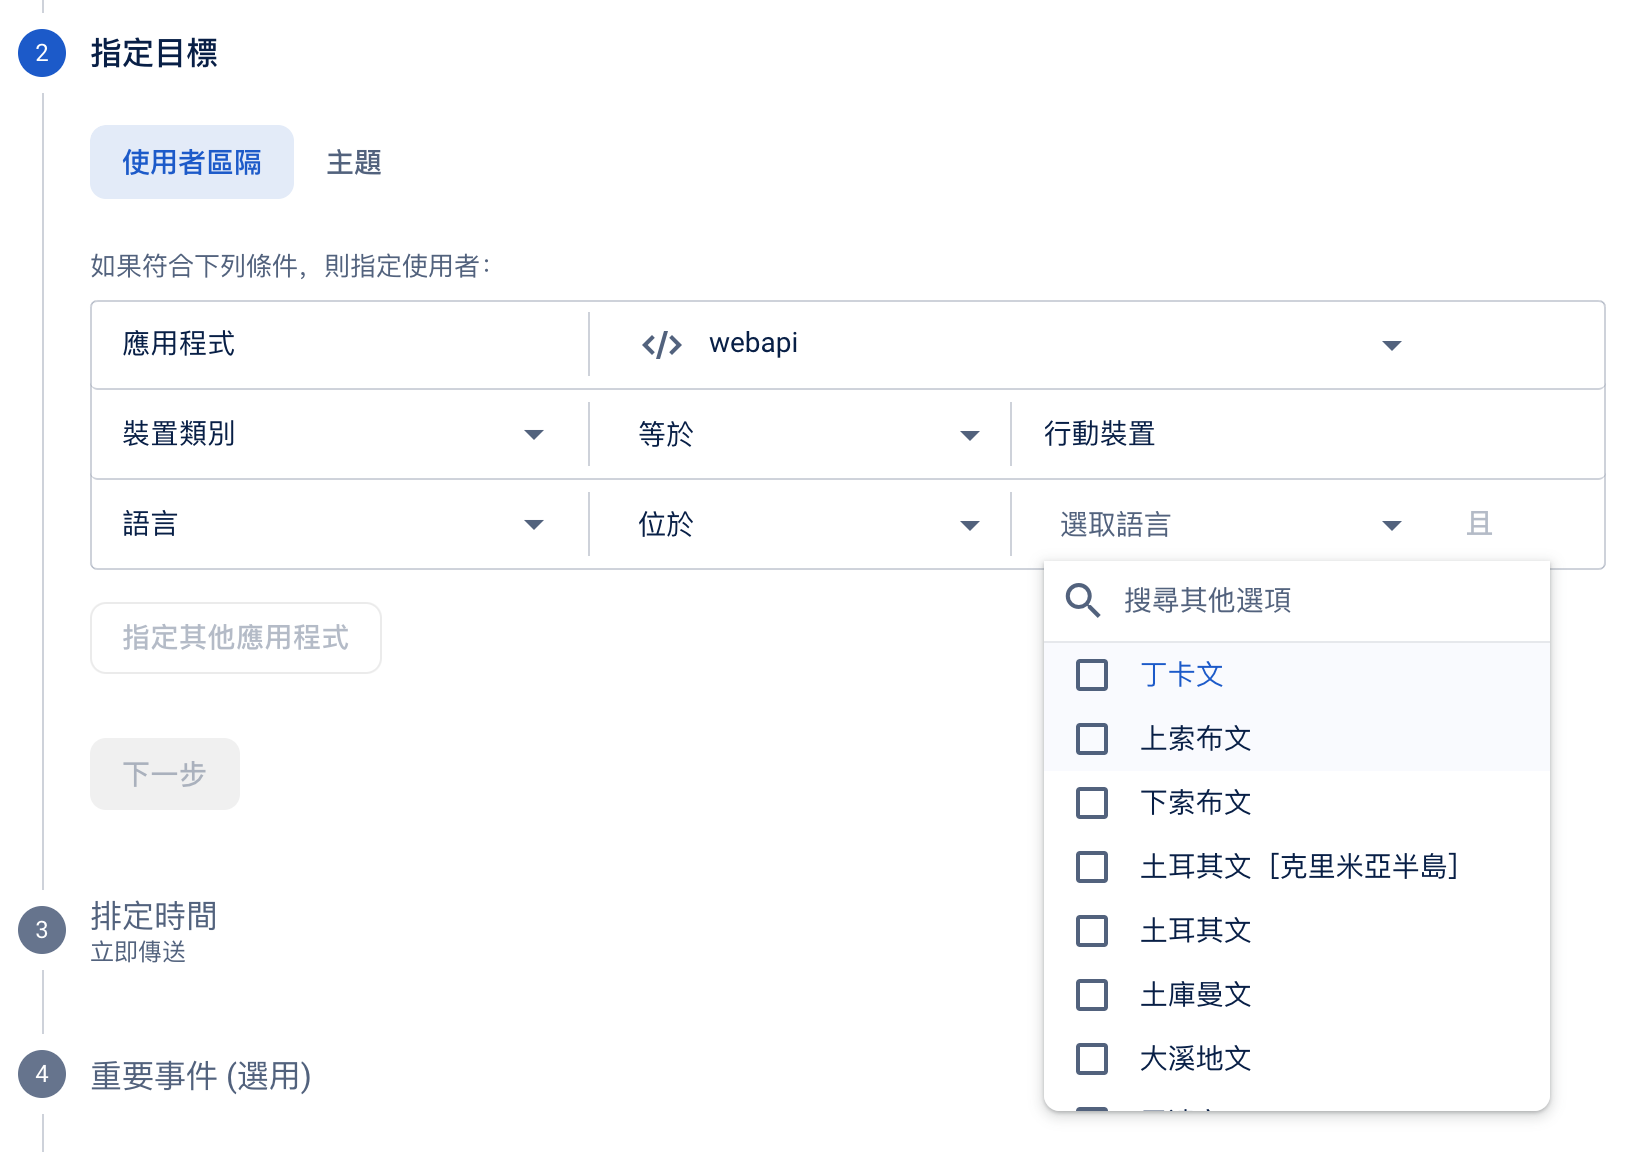 2 指定目標
使用者區隔 主題
如果符合下列條件，則指定使用者：
應用程式 </> webapi
裝置類別 等於 行動裝置
語言 位於 選取語言 且
搜尋其他選項
指定其他應用程式
丁卡文
上索布文
下一步
下索布文
土耳其文［克里米亞半島］
3 排定時間
土耳其文
立即傳送
土庫曼文
大溪地文
4 重要事件 (選用)